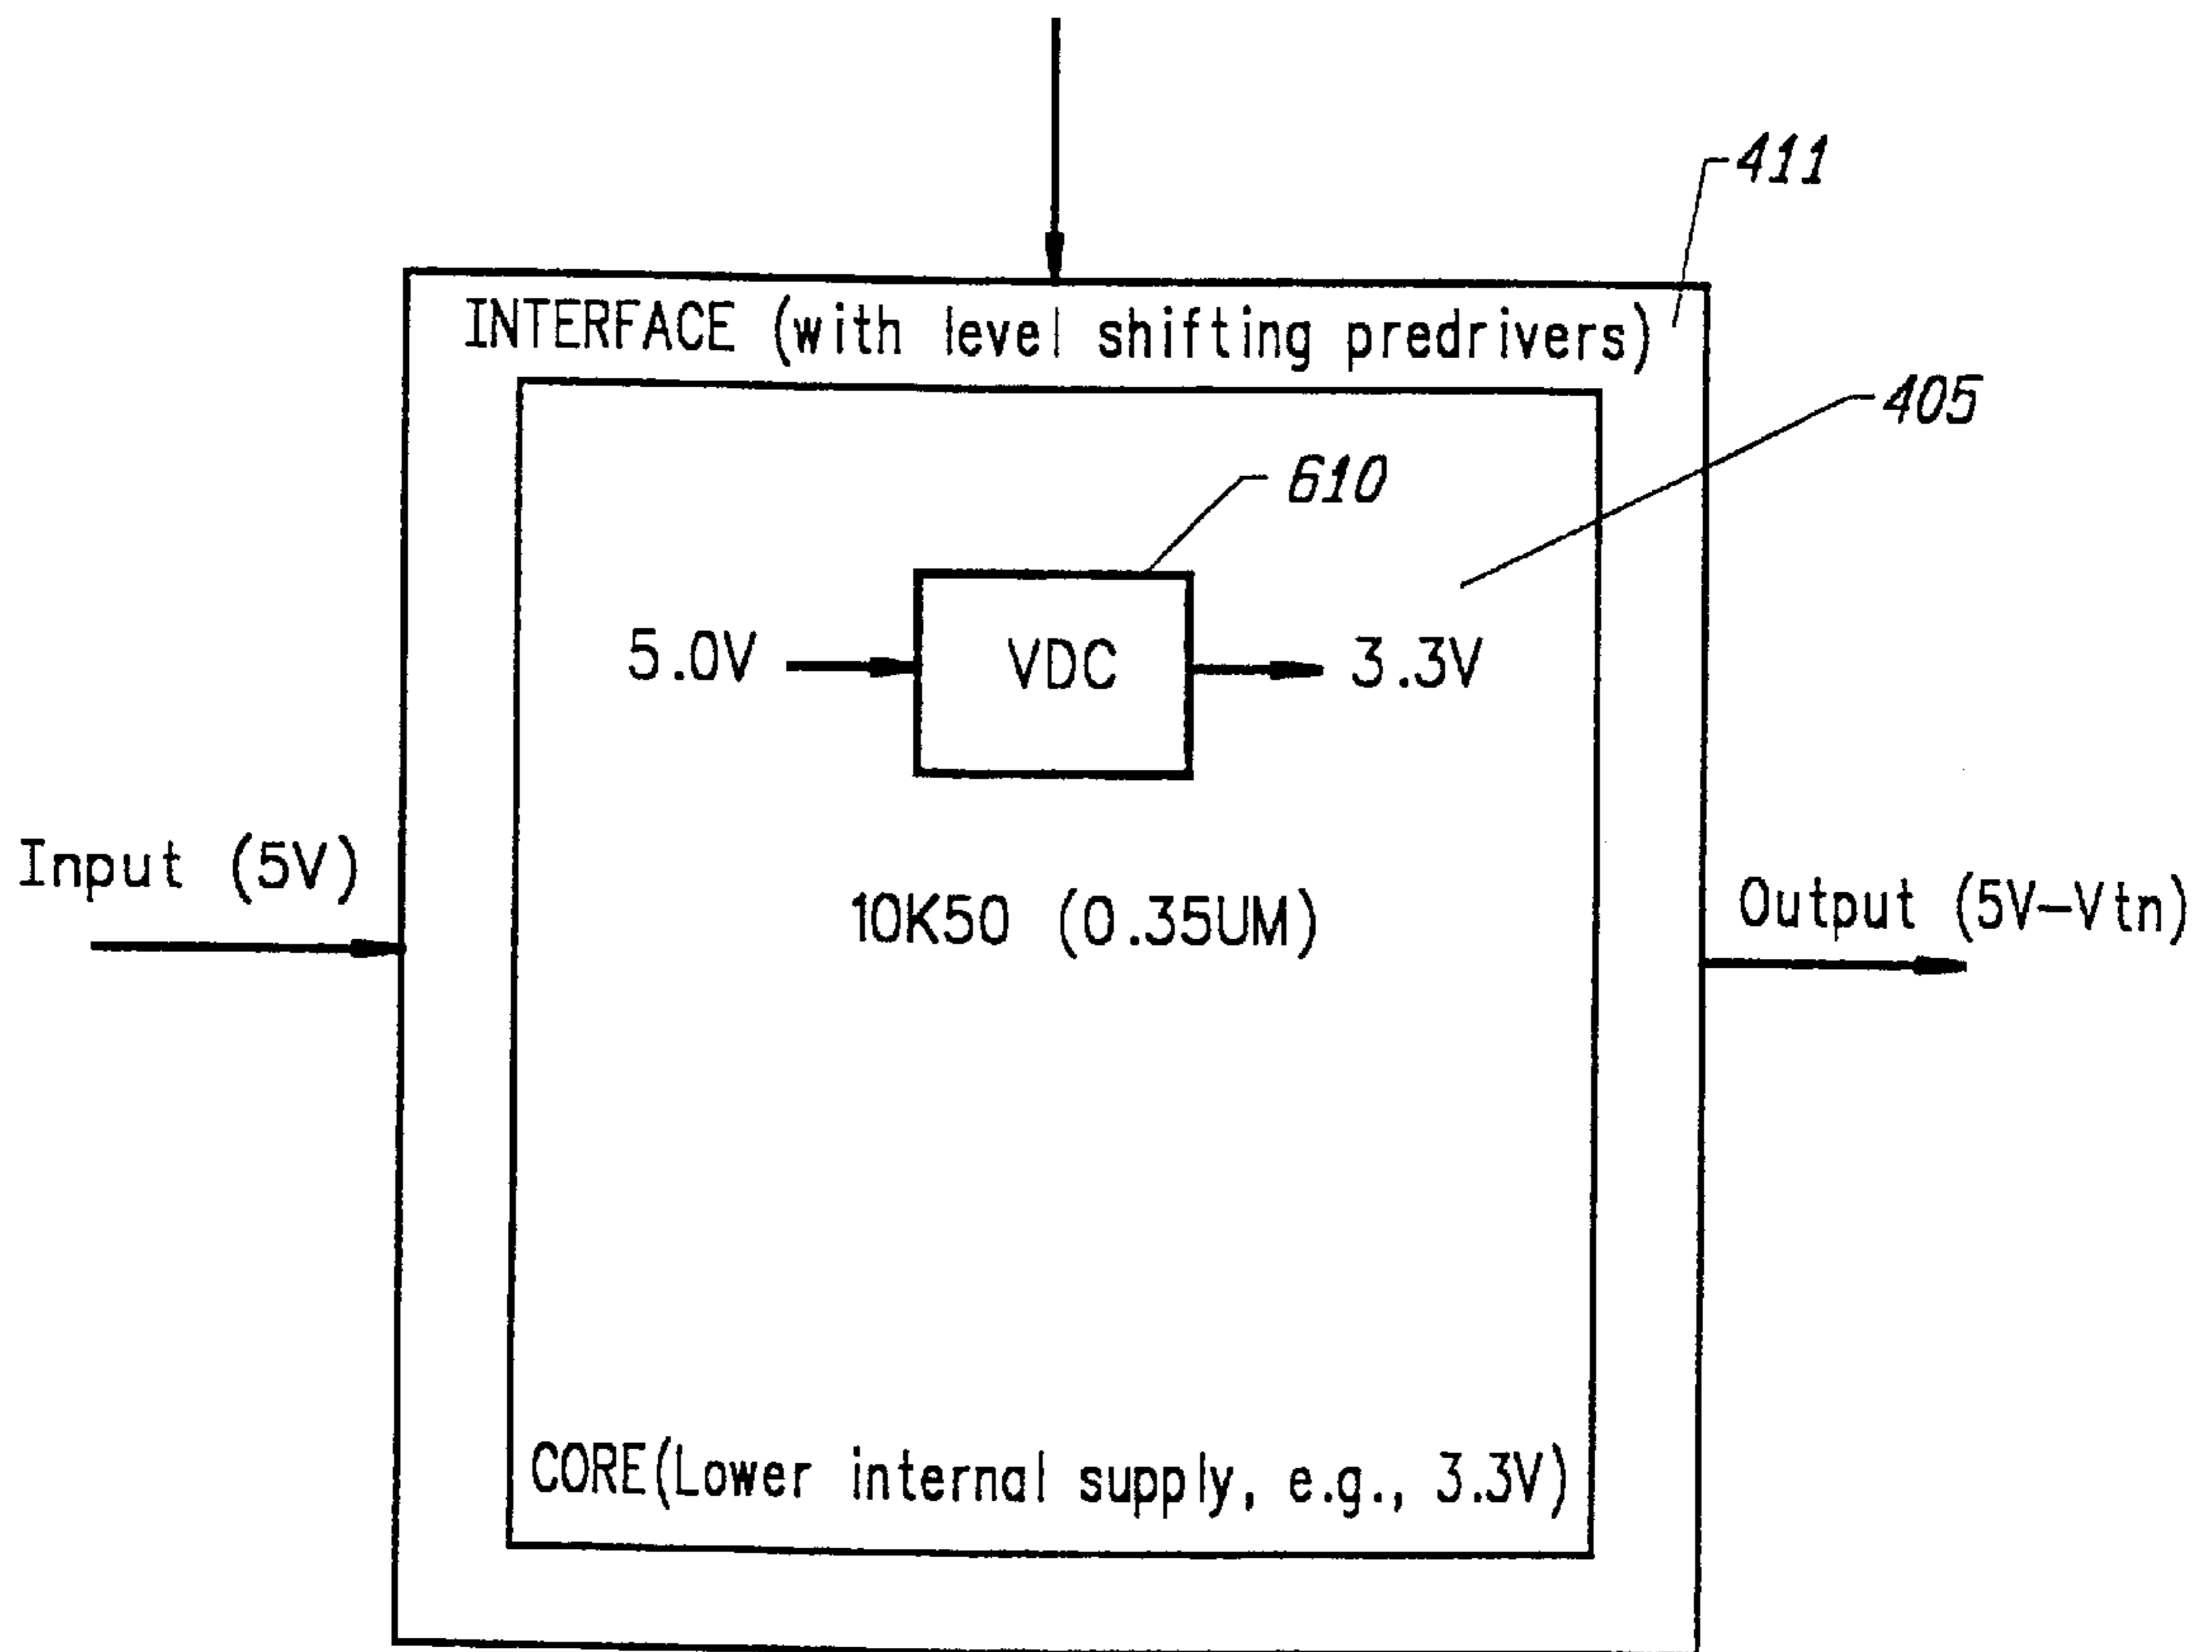 411
INTERFACE (with level shifting predrivers)
405
610
5.0V
VDC
3.3V
Input (5V)
10K50 (0.35UM)
Output (5V-Vtn)
CORE(Lower internal supply, e.g., 3.3V)